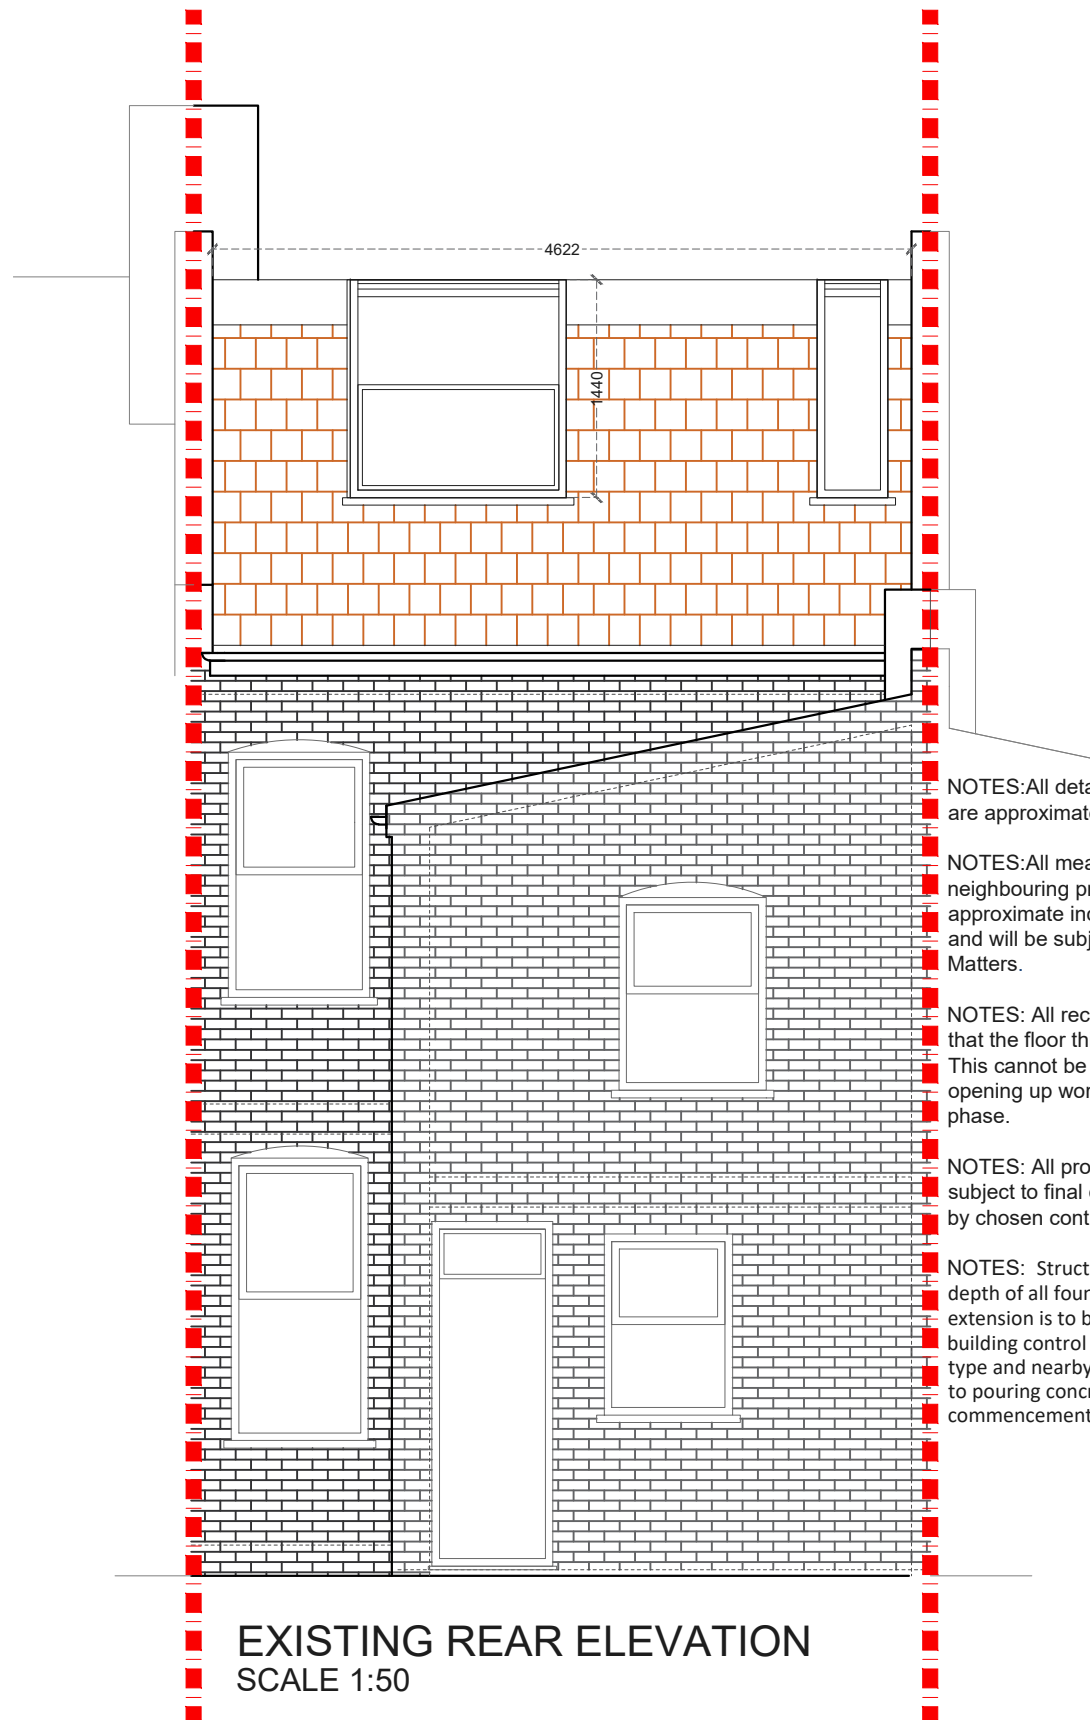 4622
1440
NOTES:All deta
are approximat
NOTES:All mea
neighbouring pr
approximate inc
and will be subj
Matters.
NOTES: All rec
that the floor th
This cannot be
opening up wor
phase.
NOTES: All pro
subject to final
by chosen cont
NOTES: Struct
depth of all four
extension is to b
building control
type and nearby
to pouring concr
commencement
EXISTING REAR ELEVATION
SCALE 1:50